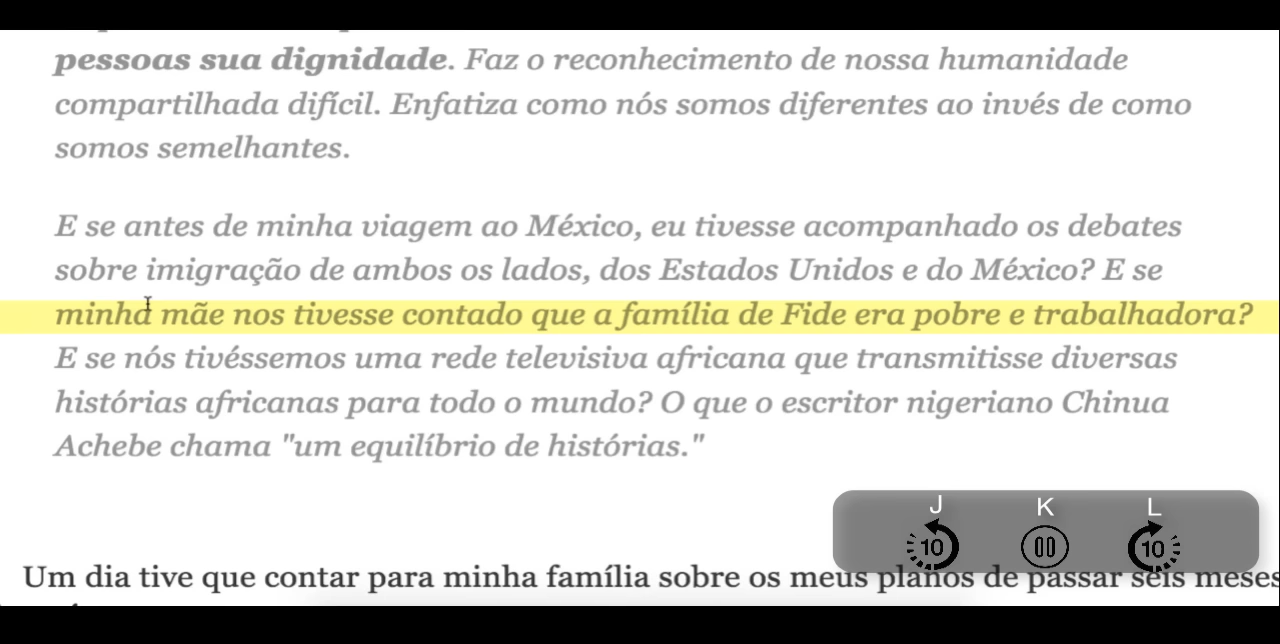 pessoas sua dignidade. Faz o reconhecimento de nossa humanidade
compartilhada difícil. Enfatiza como nós somos diferentes ao invés de como
somos semelhantes.
E se antes de minha viagem ao México, eu tivesse acompanhado os debates
sobre imigração de ambos os lados, dos Estados Unidos e do México? E se
minha mãe nos tivesse contado que a família de Fide era pobre e trabalhadora?
E se nós tivéssemos uma rede televisiva africana que transmitisse diversas
histórias africanas para todo o mundo? O que o escritor nigeriano Chinua
Achebe chama "um equilíbrio de histórias."
J K L
10 10
Um dia tive que contar para minha família sobre os meus planos de passar seis meses